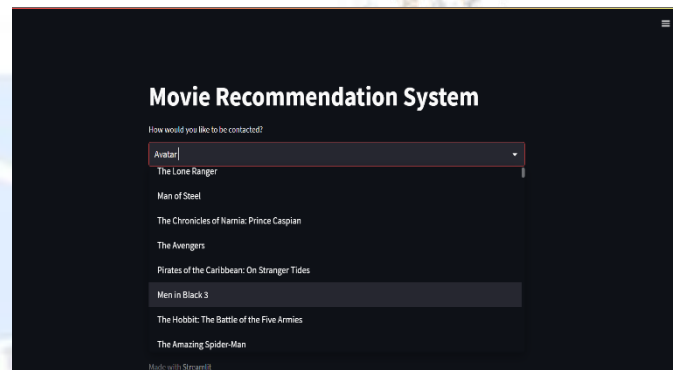 Movie Recommendation System
How would you like to be contacted?
Avatar
The Lone Ranger
Man of Steel
The Chronicles of Narnia: Prince Caspian
The Avengers
Pirates of the Caribbean: On Stranger Tides
Men in Black 3
The Hobbit: The Battle of the Five Armies
The Amazing Spider-Man
Made with Streamlit